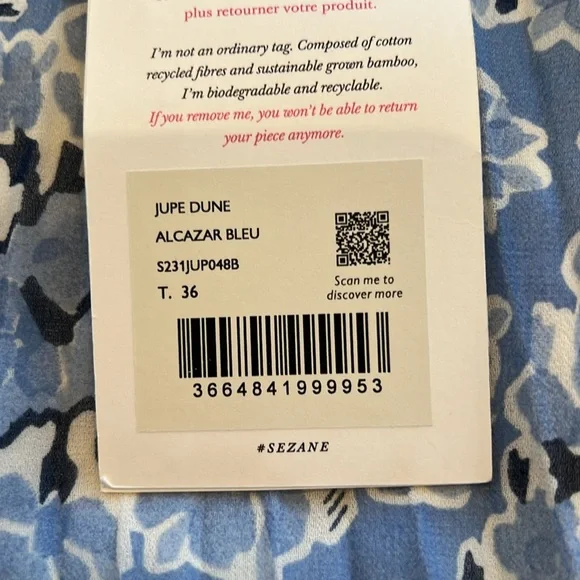 plus retourner votre produit.
I'm not an ordinary tag. Composed of cotton
recycled fibres and sustainable grown bamboo,
I'm biodegradable and recyclable.
If you remove me, you won't be able to return
your piece anymore.
JUPE DUNE
ALCAZAR BLEU
S231JUP048B
T. 36
Scan me to
discover more
3664841999953
#SEZANE